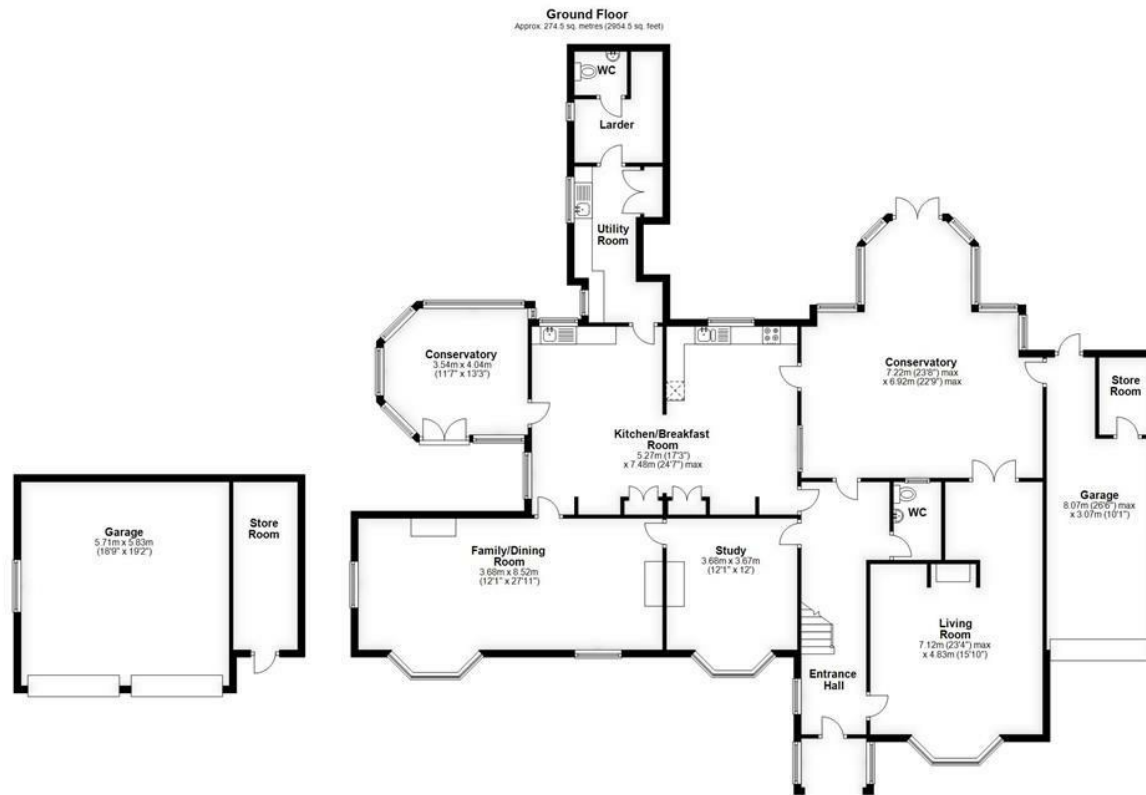 Ground Floor
Approx. 274.5 sq. metres (2954.5 sq. feet)
WC
Larder
Utility
Room
Conservatory
3.54m x 4.04m
(11'7" x 13'3")
Conservatory
7.22m (23'8") max
x 6.92m (22'9") max
Store
Room
Kitchen/Breakfast
Room
5.27m (17'3")
x 7.48m (24'7") max
Garage
8.07m (26'6") max
x 3.07m (10'1")
WC
Garage
5.71m x 5.83m
(18'9" x 19'2")
Store
Room
Family/Dining
Room
3.68m x 8.52m
(12'1" x 27'11")
Study
3.68m x 3.67m
(12'1" x 12')
Living
Room
7.12m (23'4") max
x 4.83m (15'10")
Entrance
Hall